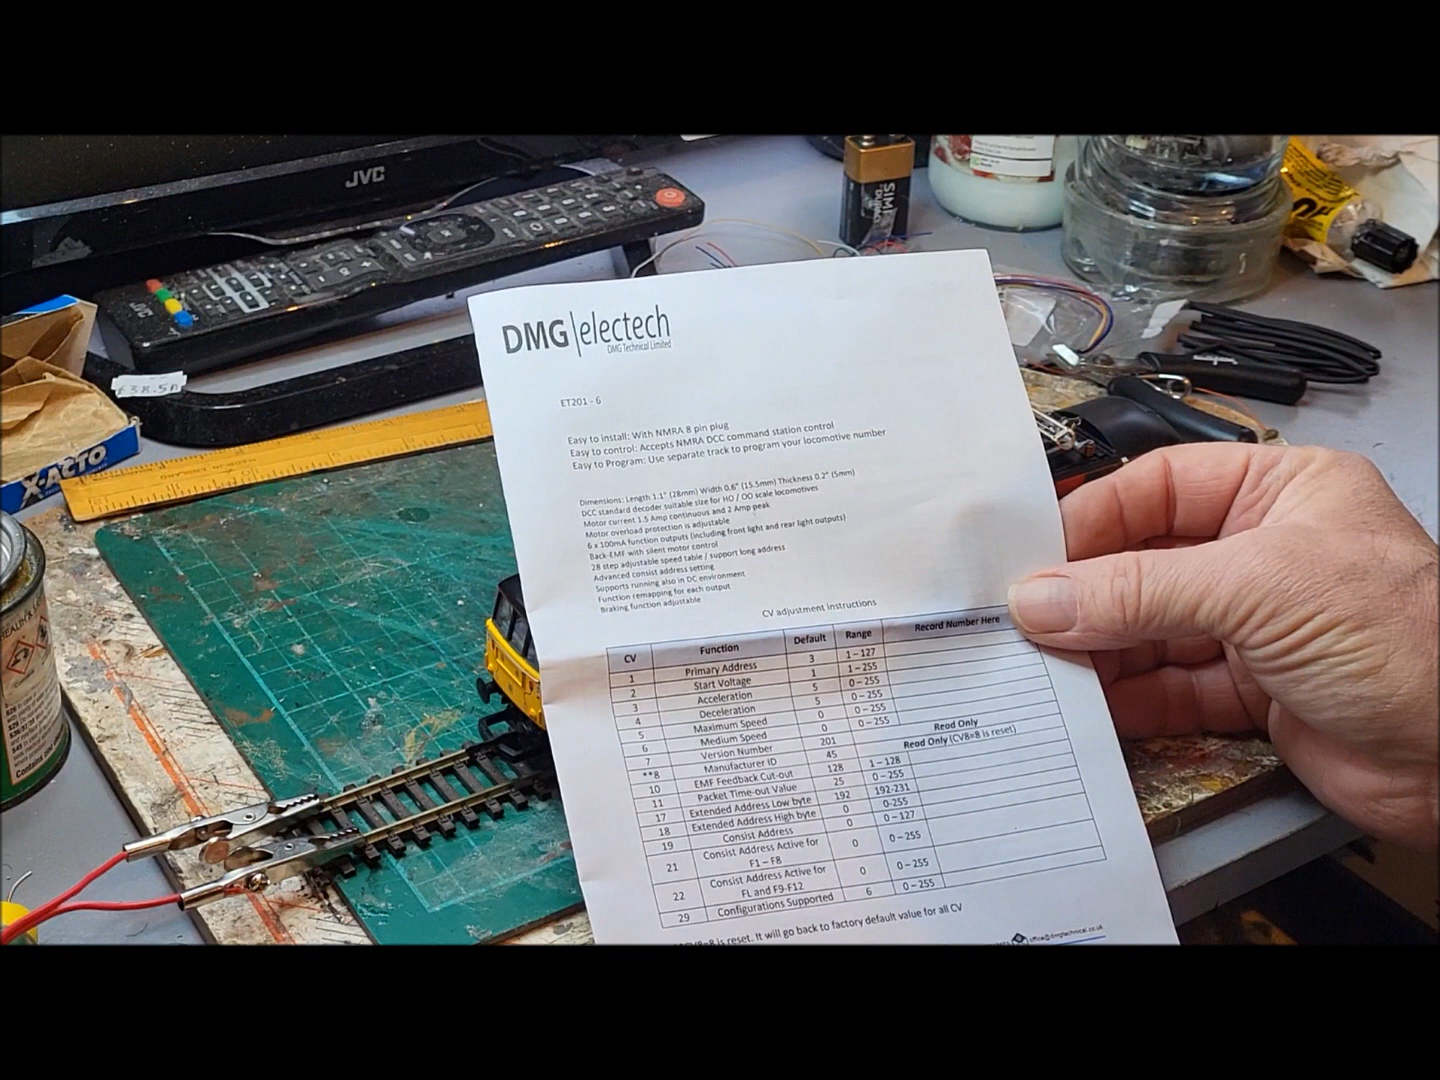 JVC
JVC
£38.50
X-ACTO
DMG|electech
DMG Technical Limited
ET201 - 6
Easy to install: With NMRA 8 pin plug
Easy to control: Accepts NMRA DCC command station control
Easy to Program: Use separate track to program your locomotive number
Dimensions: Length 1.1" (28mm) Width 0.6" (15.5mm) Thickness 0.2" (5mm)
DCC standard decoder suitable size for HO / OO scale locomotives
Motor current 1.5 Amp continuous and 2 Amp peak
Motor overload protection is adjustable
6 x 100mA function outputs (including front light and rear light outputs)
Back-EMF with silent motor control
28 step adjustable speed table / support long address
Advanced consist address setting
Supports running also in DC environment
Function remapping for each output
Braking function adjustable
CV adjustment instructions
CV Function Default Range Record Number Here
1 Primary Address 3 1 – 127
2 Start Voltage 1 1 – 255
3 Acceleration 5 0 – 255
4 Deceleration 5 0 – 255
5 Maximum Speed 0 0 – 255
6 Medium Speed 0 0 – 255
7 Version Number 201 Read Only
**8 Manufacturer ID 45 Read Only (CV8=8 is reset)
10 EMF Feedback Cut-out 128 1 – 128
11 Packet Time-out Value 25 0 – 255
17 Extended Address Low byte 192 192-231
18 Extended Address High byte 0 0-255
19 Consist Address 0 0 – 127
21 Consist Address Active for F1 – F8 0 0 – 255
22 Consist Address Active for FL and F9-F12 0 0 – 255
29 Configurations Supported 6 0 – 255
CV8=8 is reset. It will go back to factory default value for all CV
office@dmgtechnical.co.uk